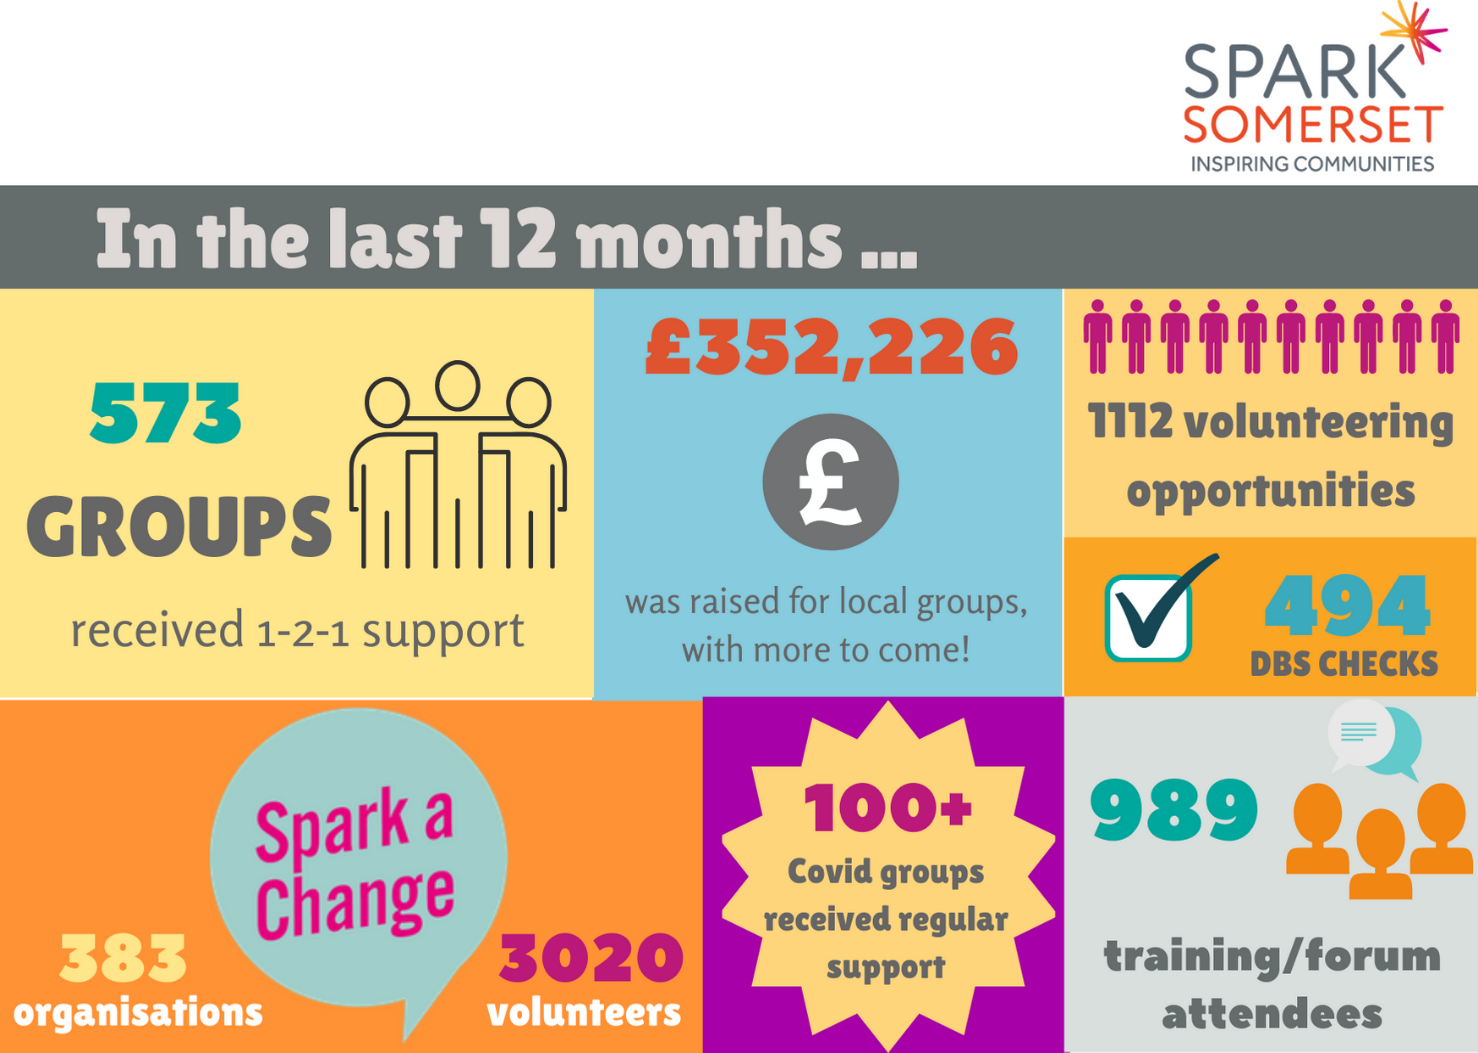 SPARK
SOMERSET
INSPIRING COMMUNITIES
In the last 12 months ...
573
GROUPS
received 1-2-1 support
£352,226
£
was raised for local groups,
with more to come!
1112 volunteering
opportunities
494
DBS CHECKS
Spark a
Change
383
organisations
3020
volunteers
100+
Covid groups
received regular
support
989
training/forum
attendees